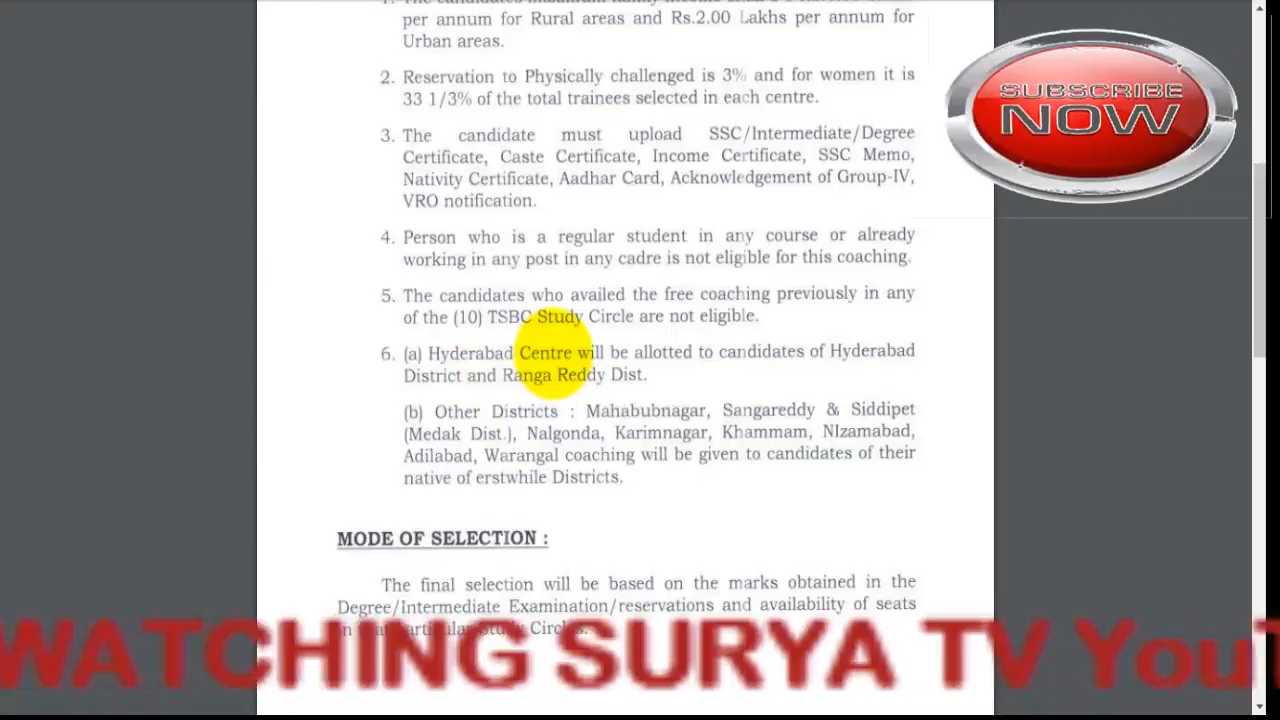 per annum for Rural areas and Rs.2.00 Lakhs per annum for
Urban areas.
2. Reservation to Physically challenged is 3% and for women it is
33 1/3% of the total trainees selected in each centre.
3. The candidate must upload SSC/Intermediate/Degree
Certificate, Caste Certificate, Income Certificate, SSC Memo,
Nativity Certificate, Aadhar Card, Acknowledgement of Group-IV,
VRO notification.
4. Person who is a regular student in any course or already
working in any post in any cadre is not eligible for this coaching.
5. The candidates who availed the free coaching previously in any
of the (10) TSBC Study Circle are not eligible.
6. (a) Hyderabad Centre will be allotted to candidates of Hyderabad
District and Ranga Reddy Dist.
(b) Other Districts : Mahabubnagar, Sangareddy & Siddipet
(Medak Dist.), Nalgonda, Karimnagar, Khammam, NIzamabad,
Adilabad, Warangal coaching will be given to candidates of their
native of erstwhile Districts.
MODE OF SELECTION :
The final selection will be based on the marks obtained in the
Degree/Intermediate Examination/reservations and availability of seats
Study Circles.
SUBSCRIBE
NOW
WATCHING SURYA TV YouT